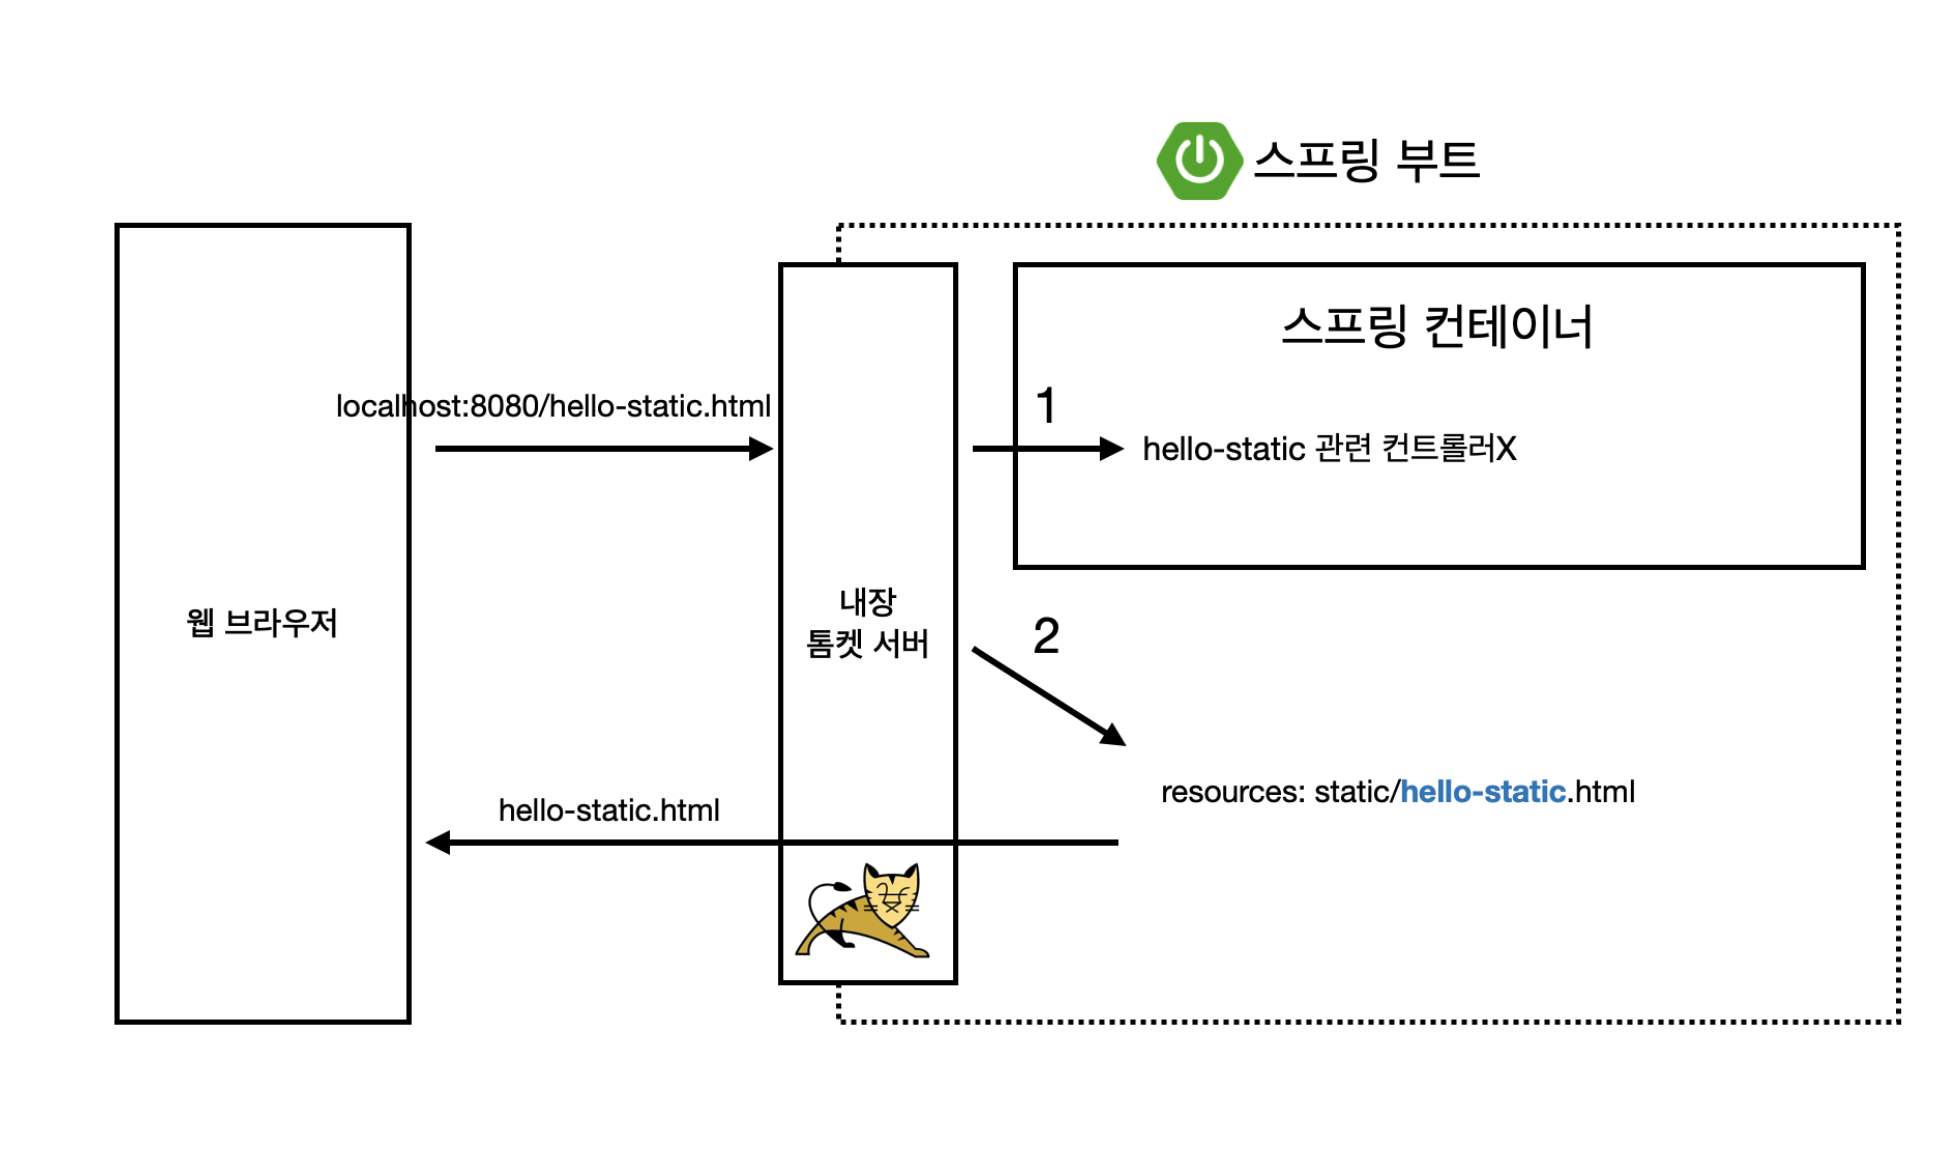 스프링 부트
스프링 컨테이너
localhost:8080/hello-static.html
1
hello-static 관련 컨트롤러X
웹 브라우저
내장
톰켓 서버
2
resources: static/hello-static.html
hello-static.html